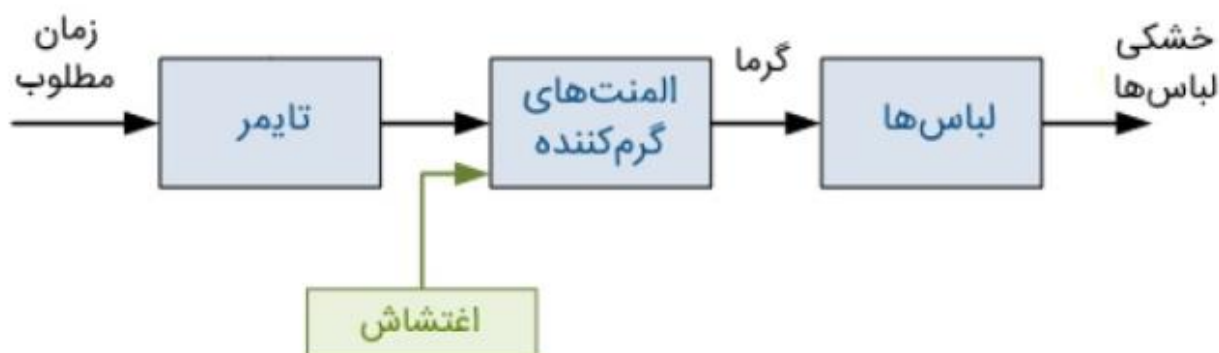 زمان
مطلوب
تایمر
المنت‌های
گرم‌کننده
گرما
لباس‌ها
خشکی
لباس‌ها
اغتشاش